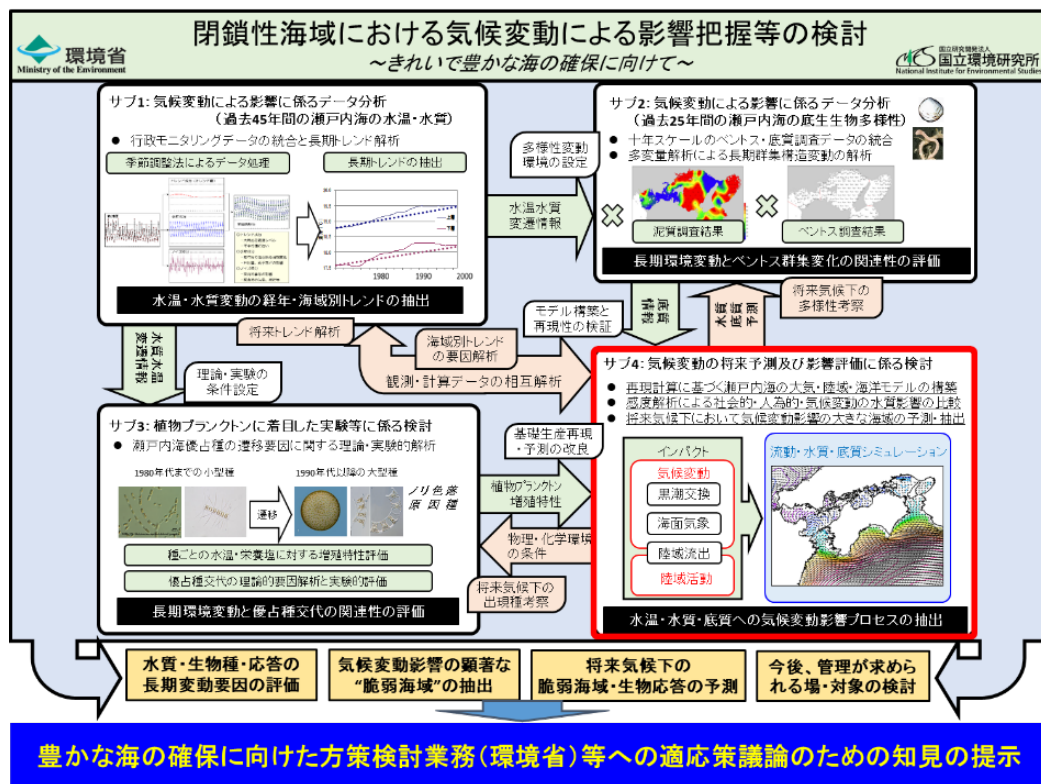 閉鎖性海域における気候変動による影響把握等の検討
～きれいで豊かな海の確保に向けて～
環境省
Ministry of the Environment
国立研究開発法人
国立環境研究所
National Institute for Environmental Studies
サブ1：気候変動による影響に係るデータ分析
（過去45年間の瀬戸内海の水温・水質）
● 行政モニタリングデータの統合と長期トレンド解析
季節調整法によるデータ処理
長期トレンドの抽出
1980
1990
2000
水温・水質変動の経年・海域別トレンドの抽出
多様性変動
環境の設定
水温水質
変遷情報
サブ2：気候変動による影響に係るデータ分析
（過去25年間の瀬戸内海の底生生物多様性）
● 十年スケールのベントス・底質調査データの統合
● 多変量解析による長期群集構造変動の解析
泥質調査結果
ベントス調査結果
長期環境変動とベントス群集変化の関連性の評価
水質水温
変遷情報
理論・実験の
条件設定
将来トレンド解析
海域別トレンド
の要因解析
観測・計算データの相互解析
モデル構築と
再現性の検証
底質
情報
水質
底質
予測
将来気候下の
多様性考察
サブ3：植物プランクトンに着目した実験等に係る検討
● 瀬戸内海優占種の遷移要因に関する理論・実験的解析
1980年代までの小型種
1990年代以降の大型種
遷移
ノリ色落
原因種
種ごとの水温・栄養塩に対する増殖特性評価
優占種交代の理論的要因解析と実験的評価
長期環境変動と優占種交代の関連性の評価
基礎生産再現
・予測の改良
植物プランクトン
増殖特性
物理・化学環境
の条件
将来気候下の
出現種考察
サブ4：気候変動の将来予測及び影響評価に係る検討
● 再現計算に基づく瀬戸内海の大気・陸域・海洋モデルの構築
● 感度解析による社会的・人為的・気候変動の水質影響の比較
● 将来気候下において気候変動影響の大きな海域の予測・抽出
インパクト
気候変動
黒潮交換
海面気象
陸域流出
陸域活動
流動・水質・底質シミュレーション
水温・水質・底質への気候変動影響プロセスの抽出
水質・生物種・応答の
長期変動要因の評価
気候変動影響の顕著な
“脆弱海域”の抽出
将来気候下の
脆弱海域・生物応答の予測
今後、管理が求めら
れる場・対象の検討
豊かな海の確保に向けた方策検討業務（環境省）等への適応策議論のための知見の提示